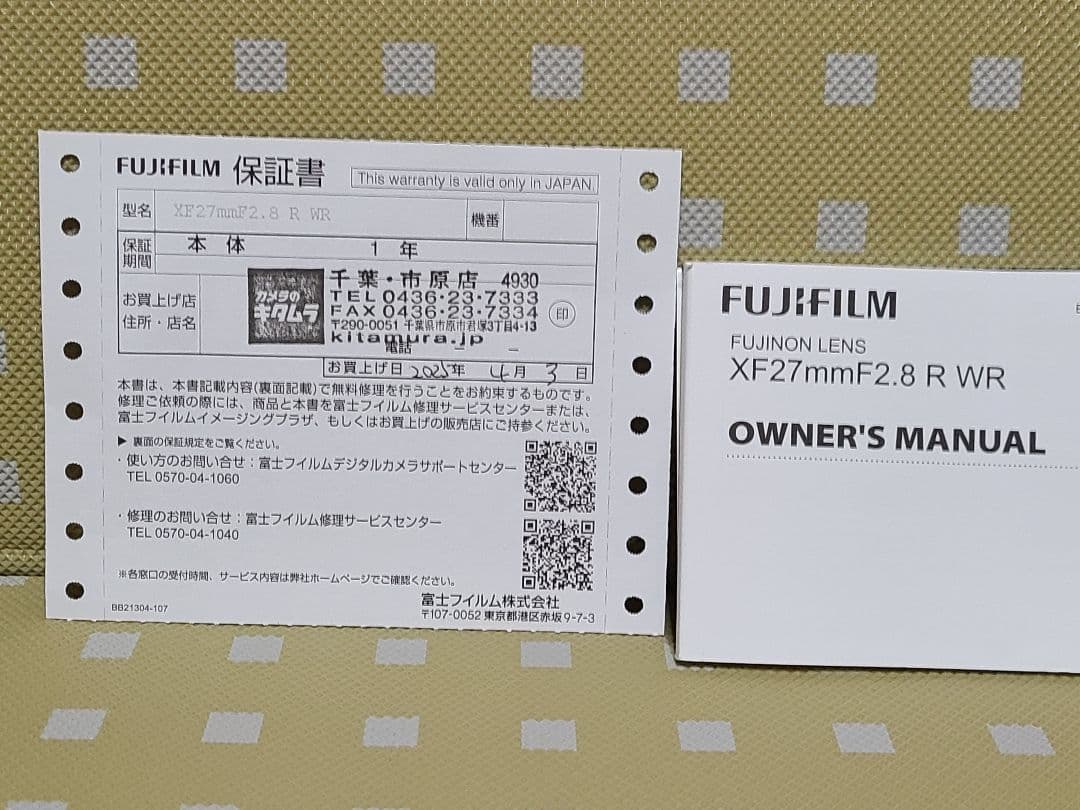 FUJIFILM 保証書
This warranty is valid only in JAPAN.
型名 XF27mmF2.8 R WR 機番
保証期間 本体 1年
お買上げ店
住所・店名
カメラの
キタムラ
千葉・市原店 4930
TEL 0436-23-7333
FAX 0436-23-7334
〒290-0051 千葉県市原市君塚3丁目4-13
kitamura.jp
印
電話 － －
お買上げ日 2025年 4月 3日
本書は、本書記載内容(裏面記載)で無料修理を行うことをお約束するものです。
修理ご依頼の際には、商品と本書を富士フイルム修理サービスセンターまたは、
富士フイルムイメージングプラザ、もしくはお買上げの販売店にご持参ください。
▶ 裏面の保証規定をご覧ください。
・使い方のお問い合せ：富士フイルムデジタルカメラサポートセンター
TEL 0570-04-1060
・修理のお問い合せ：富士フイルム修理サービスセンター
TEL 0570-04-1040
※各窓口の受付時間、サービス内容は弊社ホームページでご確認ください。
富士フイルム株式会社
〒107-0052 東京都港区赤坂9-7-3
BB21304-107
FUJIFILM
FUJINON LENS
XF27mmF2.8 R WR
OWNER'S MANUAL